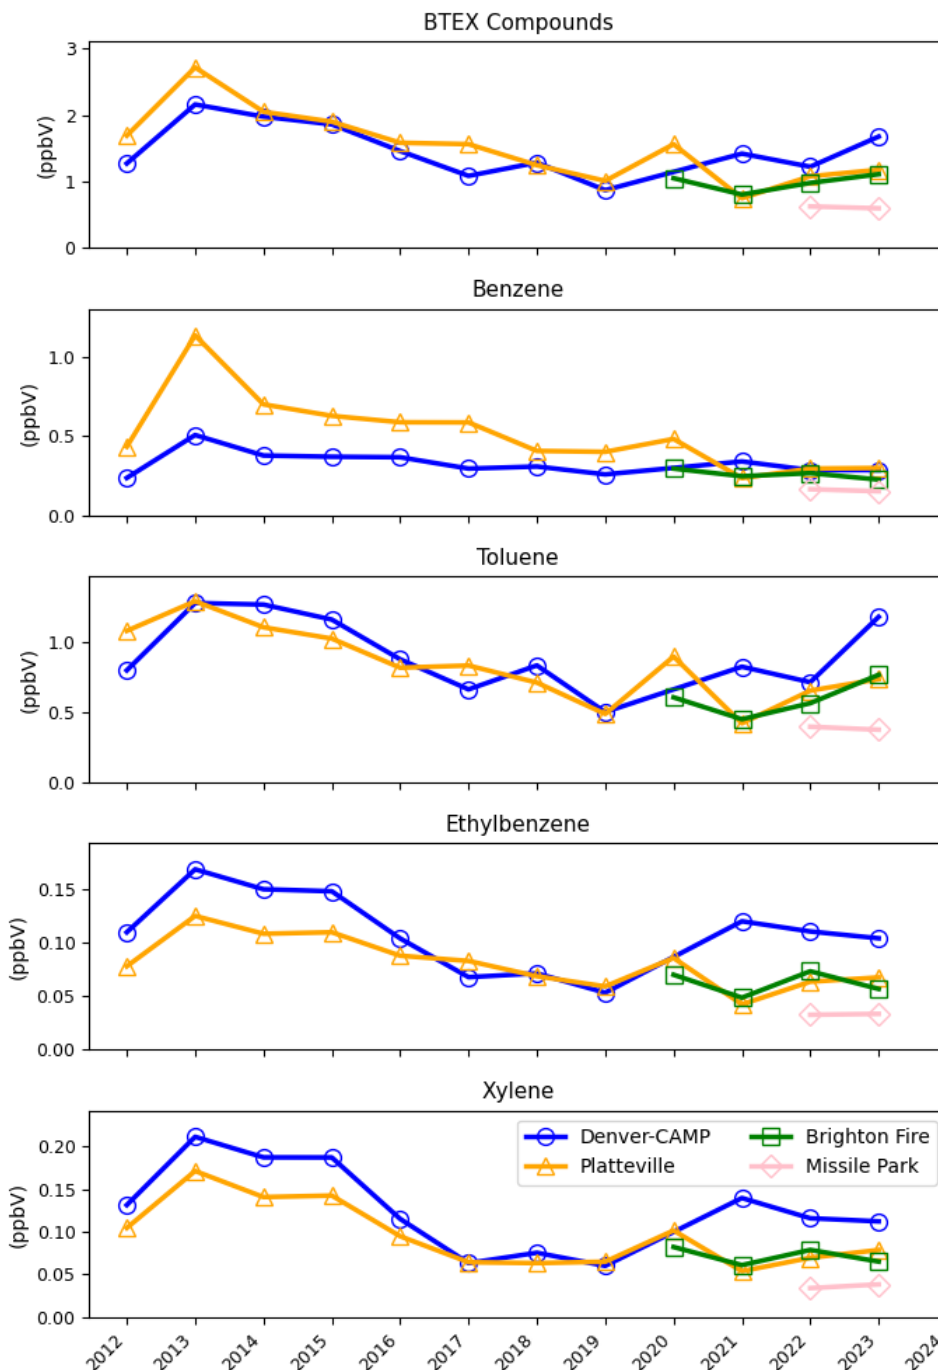 BTEX Compounds
3
2
1
0
(ppbV)
Benzene
1.0
0.5
0.0
(ppbV)
Toluene
1.0
0.5
0.0
(ppbV)
Ethylbenzene
0.15
0.10
0.05
0.00
(ppbV)
Xylene
0.20
0.15
0.10
0.05
0.00
(ppbV)
Denver-CAMP Brighton Fire
Platteville Missile Park
2012 2013 2014 2015 2016 2017 2018 2019 2020 2021 2022 2023 2024